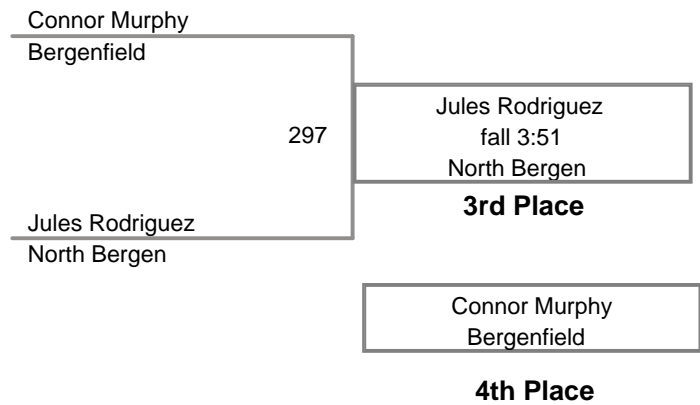 Connor Murphy
Bergenfield
297
Jules Rodriguez
fall 3:51
North Bergen
3rd Place
Jules Rodriguez
North Bergen
Connor Murphy
Bergenfield
4th Place